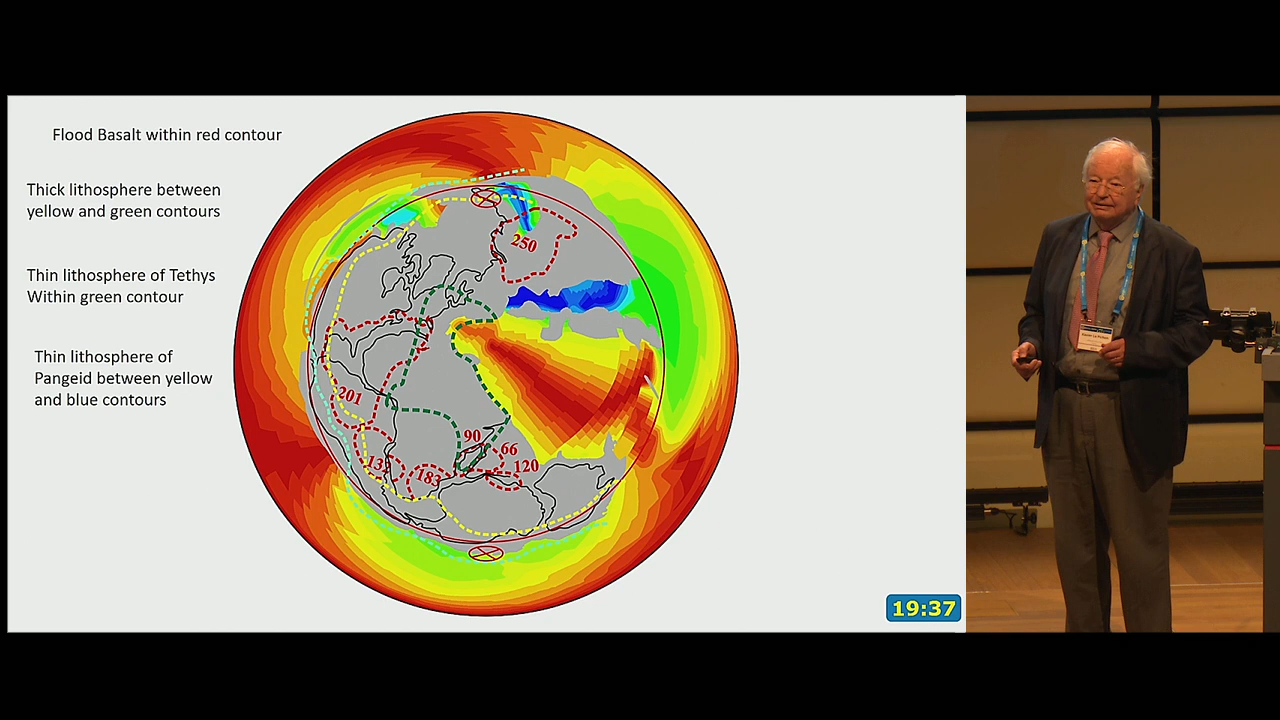 Flood Basalt within red contour
Thick lithosphere between
yellow and green contours
Thin lithosphere of Tethys
Within green contour
Thin lithosphere of
Pangeid between yellow
and blue contours
250
201
90
66
120
183
19:37